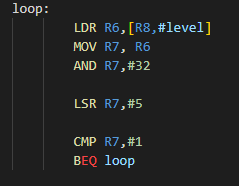 loop:
LDR R6,[R8,#level]
MOV R7, R6
AND R7,#32
LSR R7,#5
CMP R7,#1
BEQ loop